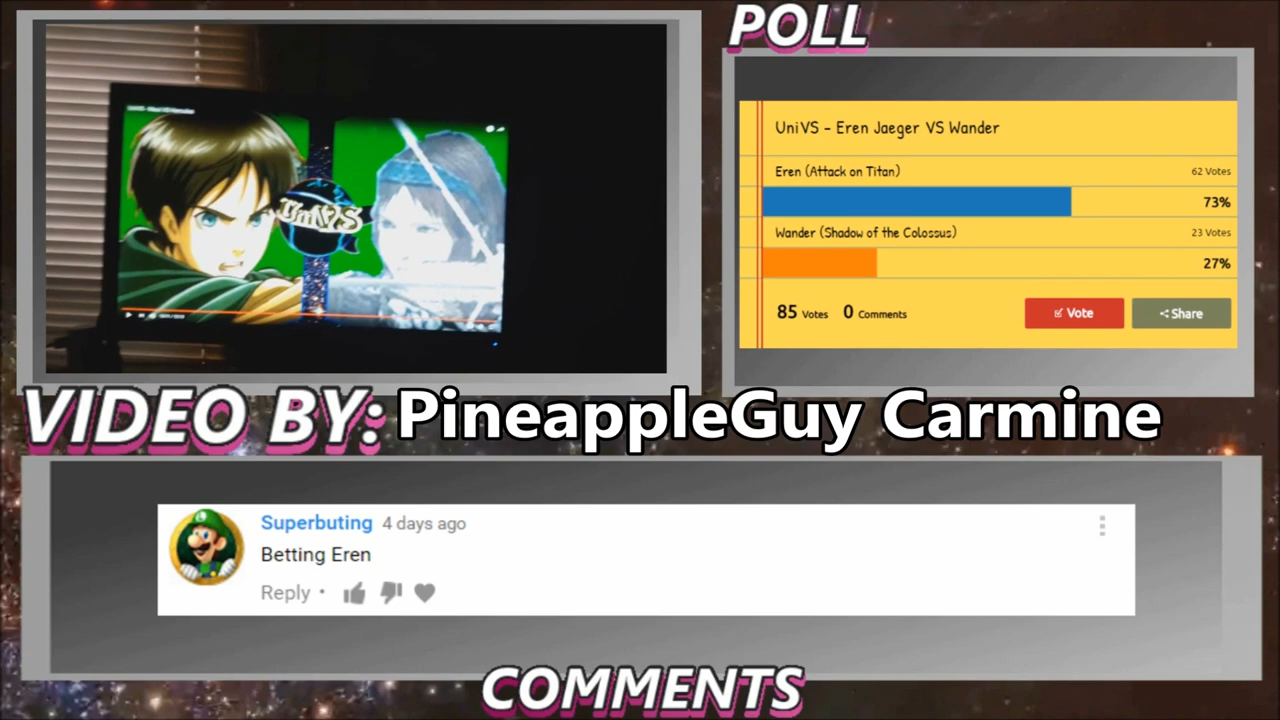 POLL
UniVS - Eren Jaeger VS Wander
Eren (Attack on Titan) 62 Votes
73%
Wander (Shadow of the Colossus) 23 Votes
27%
85 Votes 0 Comments Vote Share
UniVS
VIDEO BY: PineappleGuy Carmine
Superbuting 4 days ago
Betting Eren
Reply •
COMMENTS